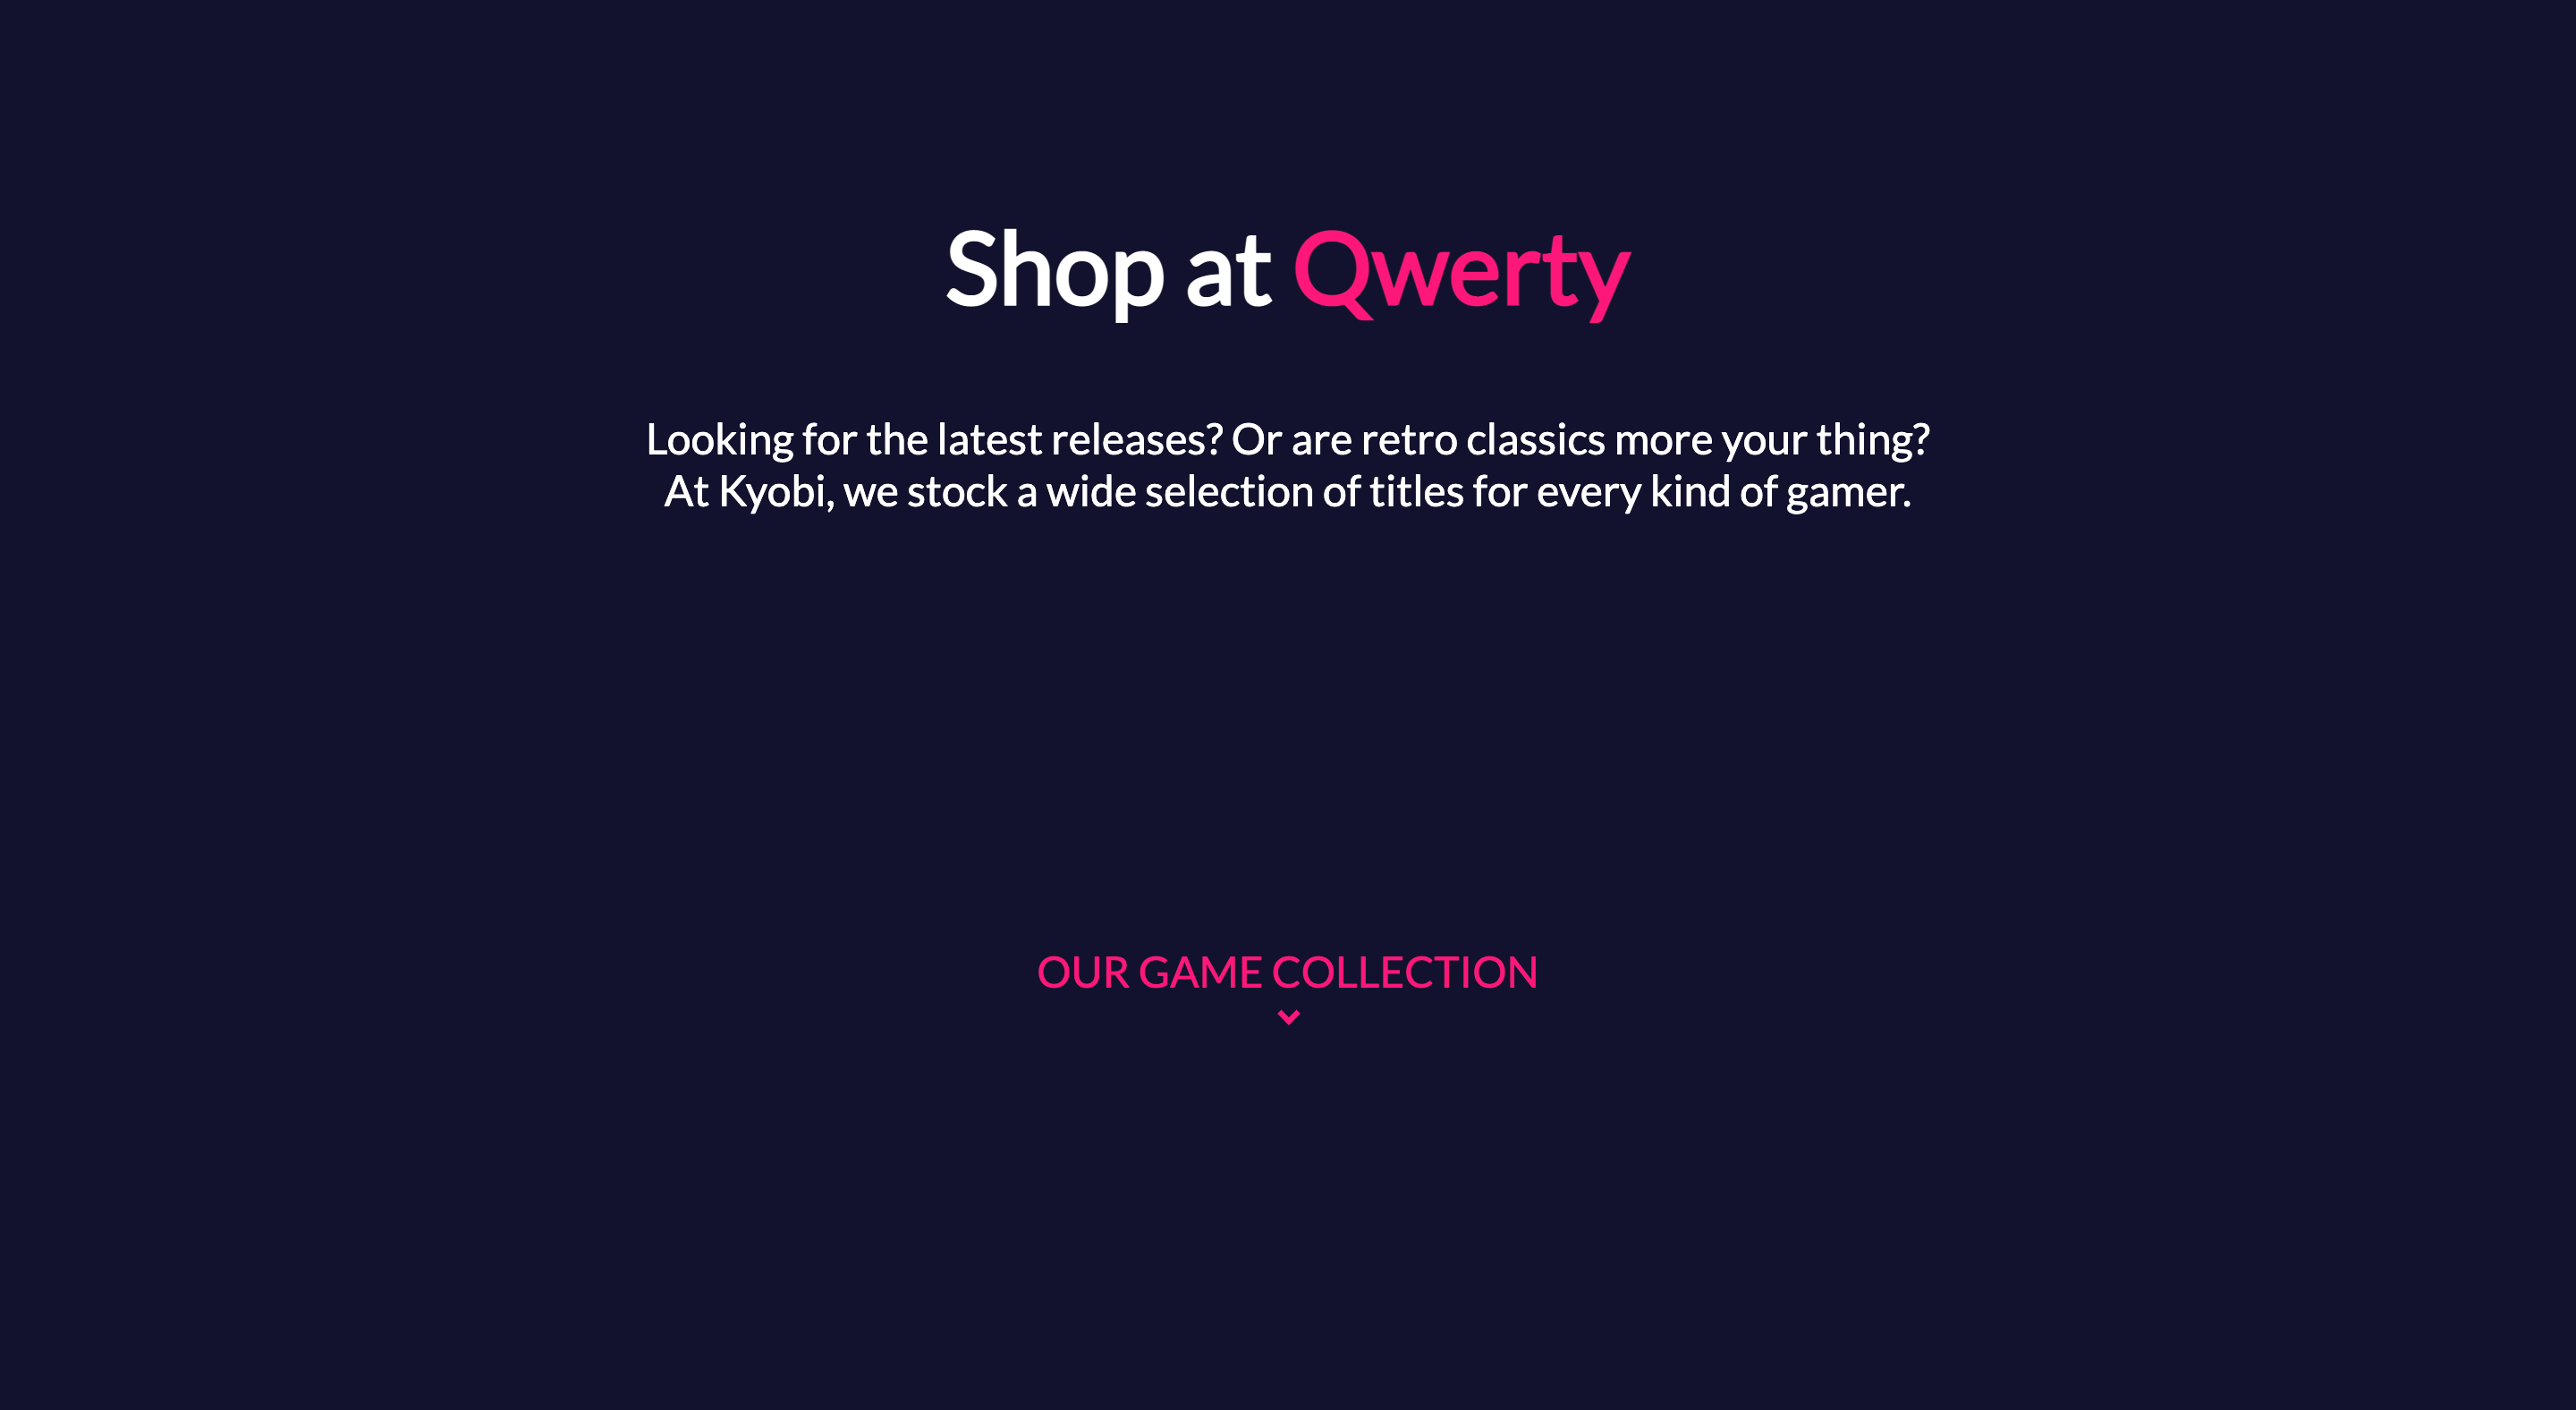 Shop at Qwerty
Looking for the latest releases? Or are retro classics more your thing?
At Kyobi, we stock a wide selection of titles for every kind of gamer.
OUR GAME COLLECTION